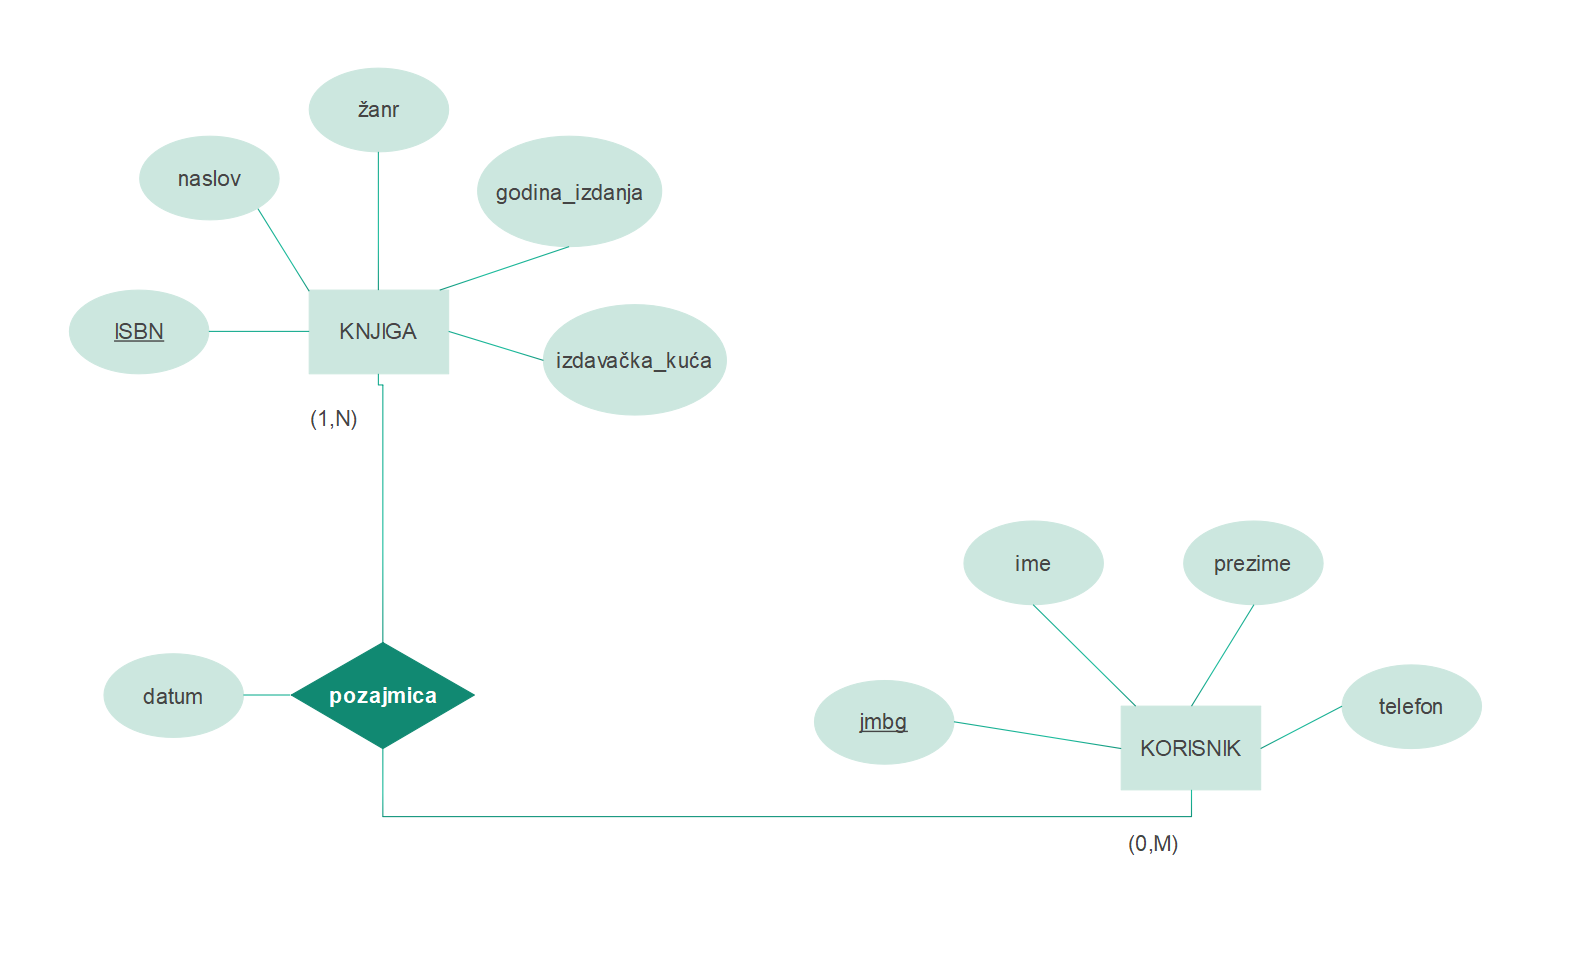 žanr
naslov
godina_izdanja
ISBN
KNJIGA
izdavačka_kuća
(1,N)
ime
prezime
datum
pozajmica
jmbg
telefon
KORISNIK
(0,M)